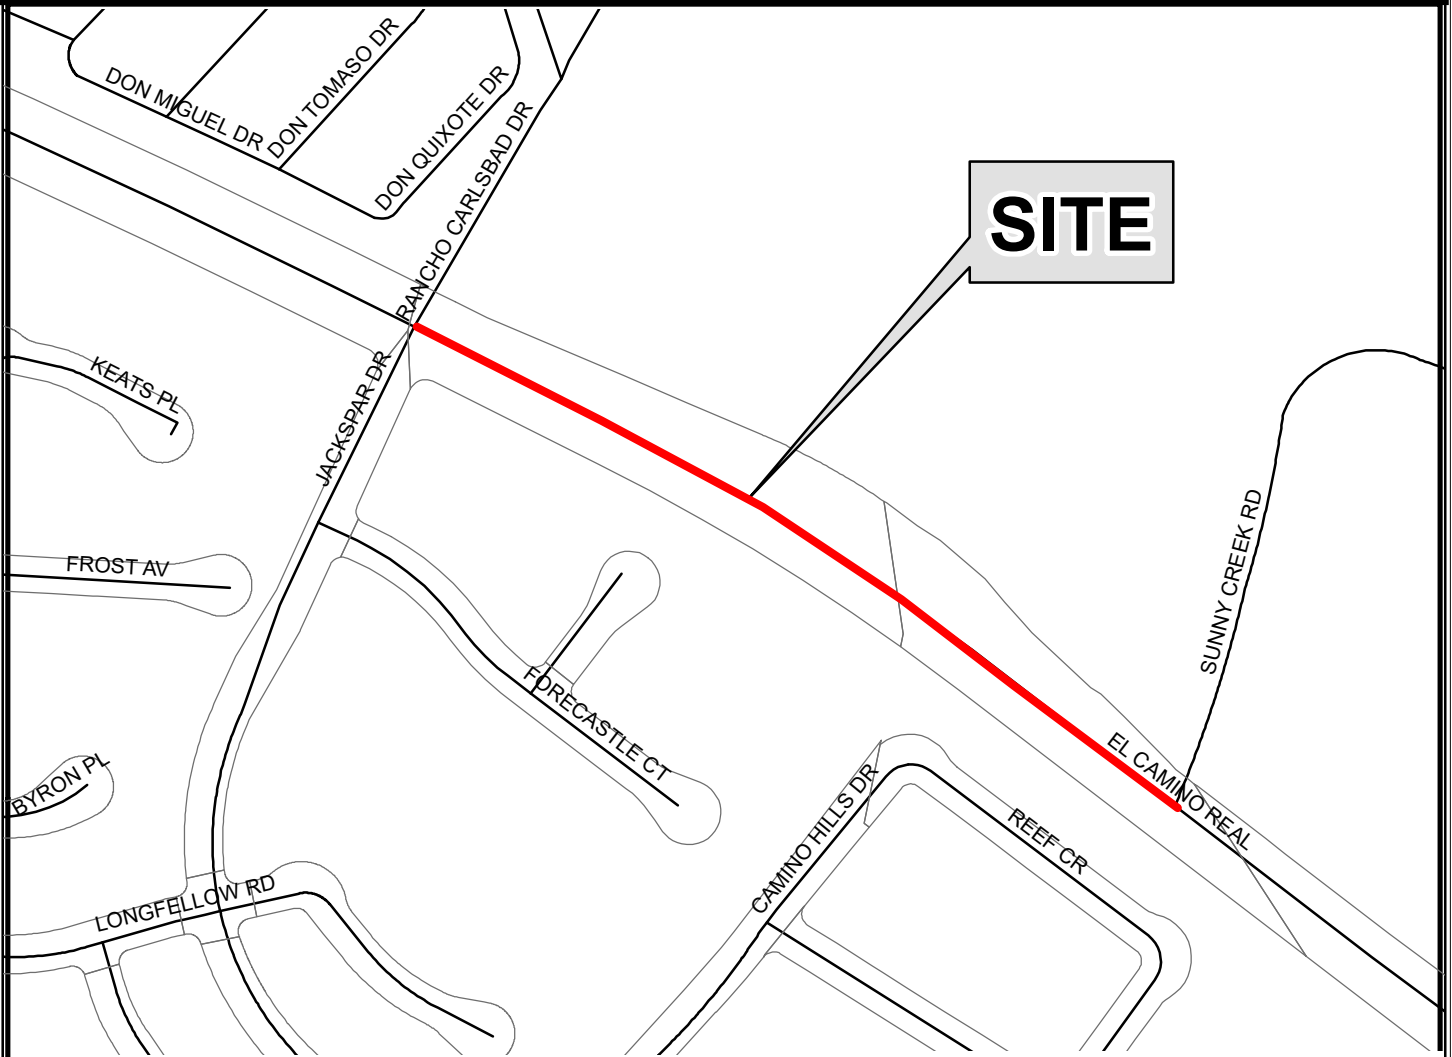 DON MIGUEL DR
DON TOMASO DR
DON QUIXOTE DR
RANCHO CARLSBAD DR
SITE
KEATS PL
JACKSPAR DR
FROST AV
SUNNY CREEK RD
FORECASTLE CT
EL CAMINO REAL
BYRON PL
CAMINO HILLS DR
REEF CR
LONGFELLOW RD